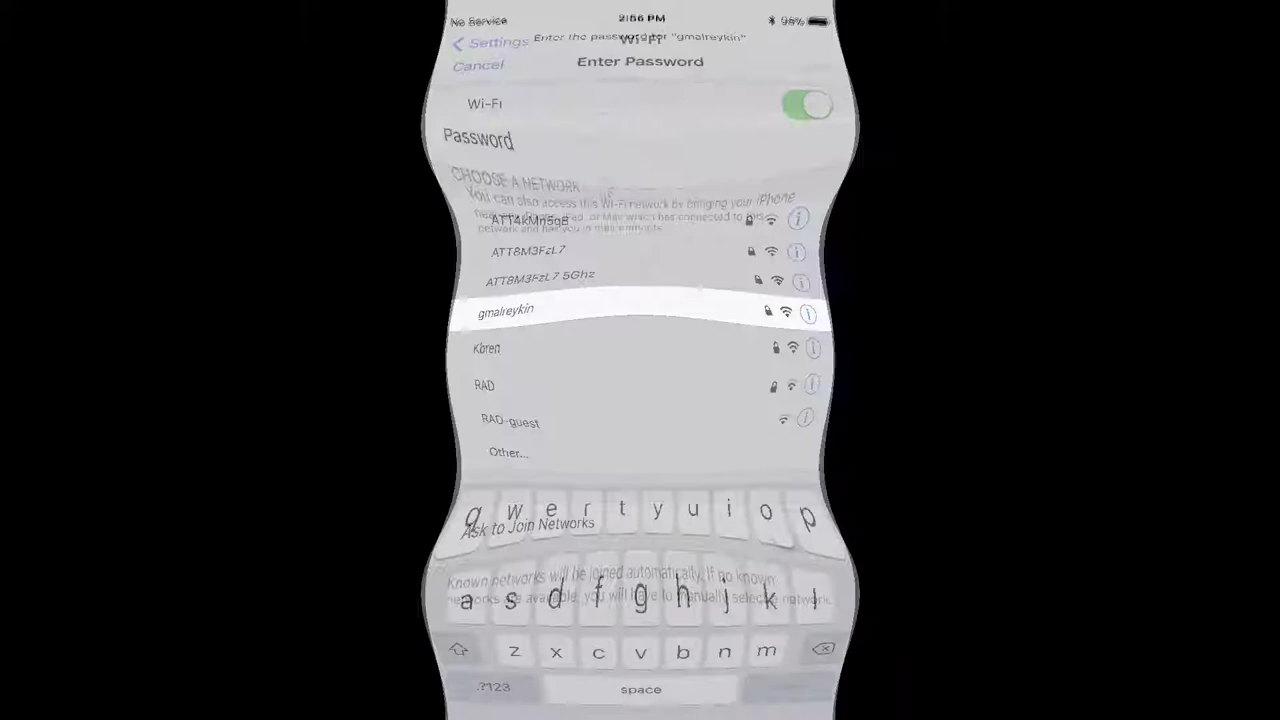 No Service 2:56 PM 98%
Enter the password for "gmalreykin"
Settings Wi-Fi
Cancel Enter Password
Wi-Fi
Password
CHOOSE A NETWORK
You can also access this Wi-Fi network by bringing your iPhone
near any iPhone, iPad, or Mac which has connected to this
network and has you in their contacts.
ATT4kMn5gB
ATT8M3FzL7
ATT8M3FzL7 5Ghz
gmalreykin
Kbren
RAD
RAD-guest
Other...
q w e r t y u i o p
Ask to Join Networks
Known networks will be joined automatically. If no known
networks are available, you will have to manually select a network.
a s d f g h j k l
z x c v b n m
.?123 space